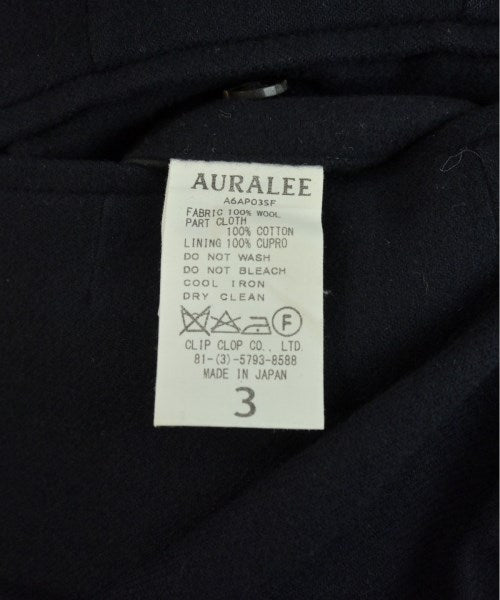 AURALEE
A6AP03SF
FABRIC 100% WOOL
PART CLOTH
100% COTTON
LINING 100% CUPRO
DO NOT WASH
DO NOT BLEACH
COOL IRON
DRY CLEAN
F
CLIP CLOP CO., LTD.
81-(3)-5793-8588
MADE IN JAPAN
3